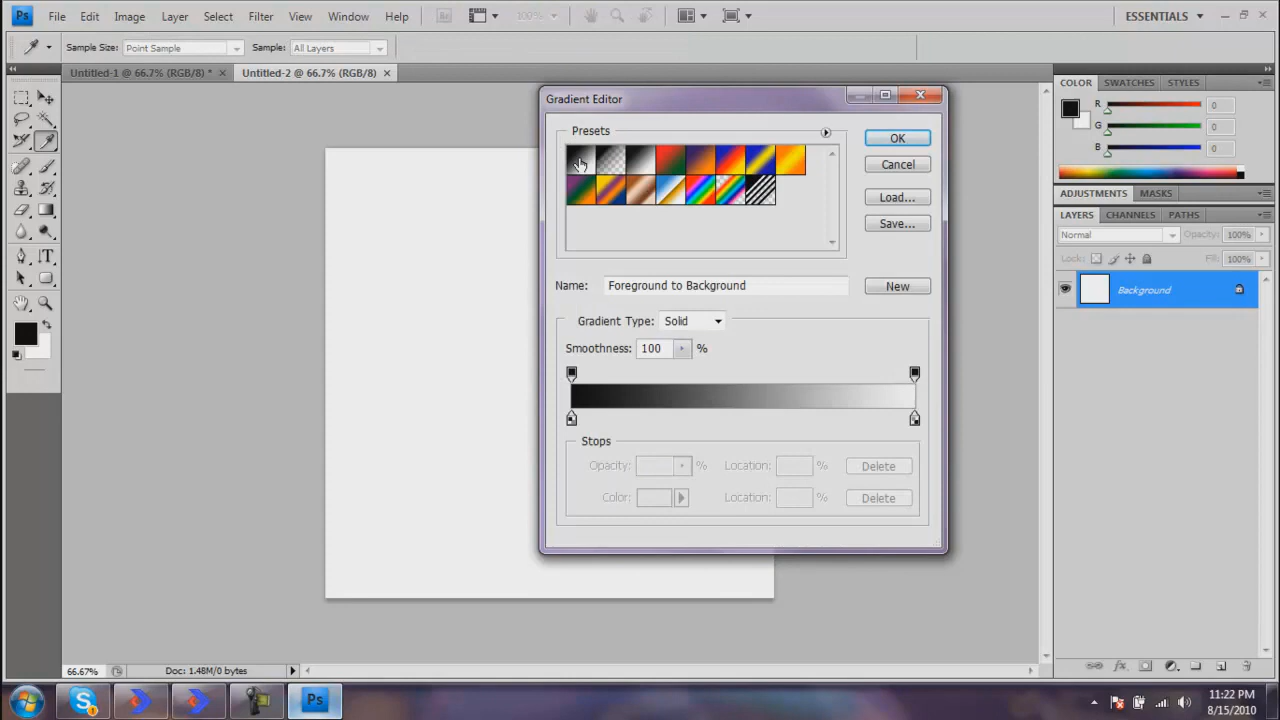 Ps File Edit Image Layer Select Filter View Window Help Br 100% ESSENTIALS
Sample Size: Point Sample Sample: All Layers
Untitled-1 @ 66.7% (RGB/8) * × Untitled-2 @ 66.7% (RGB/8) ×
COLOR SWATCHES STYLES
R 0
G 0
B 0
ADJUSTMENTS MASKS
LAYERS CHANNELS PATHS
Normal Opacity: 100%
Lock: Fill: 100%
Background
Gradient Editor
Presets
OK
Cancel
Load...
Save...
Name: Foreground to Background New
Gradient Type: Solid
Smoothness: 100 %
Stops
Opacity: % Location: % Delete
Color: Location: % Delete
66.67% Doc: 1.48M/0 bytes
Ps
11:22 PM
8/15/2010